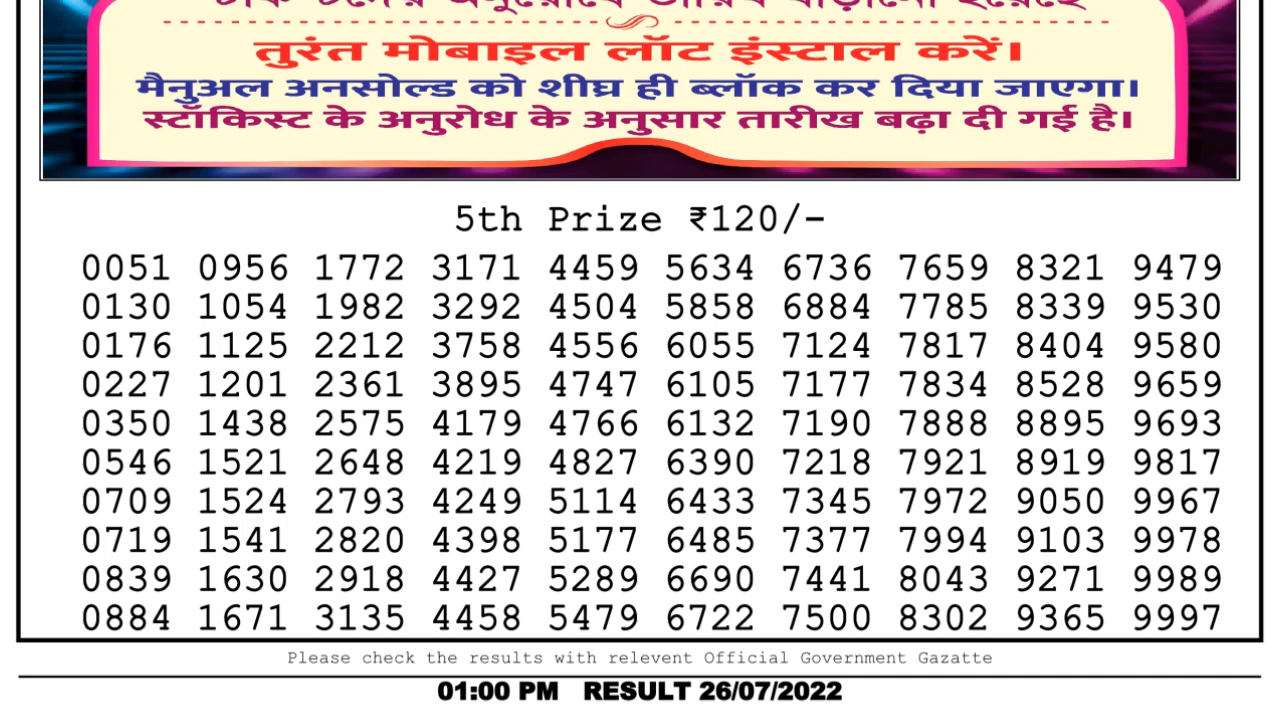 तुरंत मोबाइल लॉट इंस्टाल करें।
मैनुअल अनसोल्ड को शीघ्र ही ब्लॉक कर दिया जाएगा।
स्टॉकिस्ट के अनुरोध के अनुसार तारीख बढ़ा दी गई है।
5th Prize ₹120/-
0051 0956 1772 3171 4459 5634 6736 7659 8321 9479
0130 1054 1982 3292 4504 5858 6884 7785 8339 9530
0176 1125 2212 3758 4556 6055 7124 7817 8404 9580
0227 1201 2361 3895 4747 6105 7177 7834 8528 9659
0350 1438 2575 4179 4766 6132 7190 7888 8895 9693
0546 1521 2648 4219 4827 6390 7218 7921 8919 9817
0709 1524 2793 4249 5114 6433 7345 7972 9050 9967
0719 1541 2820 4398 5177 6485 7377 7994 9103 9978
0839 1630 2918 4427 5289 6690 7441 8043 9271 9989
0884 1671 3135 4458 5479 6722 7500 8302 9365 9997
Please check the results with relevent Official Government Gazatte
01:00 PM RESULT 26/07/2022